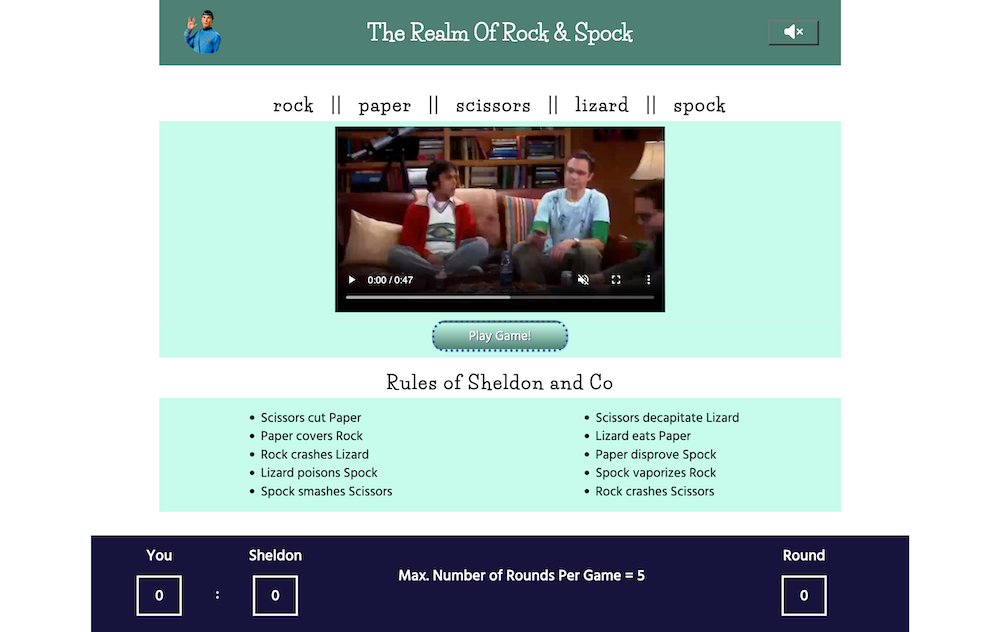 The Realm Of Rock & Spock
rock || paper || scissors || lizard || spock
0:00 / 0:47
Play Game!
Rules of Sheldon and Co
Scissors cut Paper
Paper covers Rock
Rock crashes Lizard
Lizard poisons Spock
Spock smashes Scissors
Scissors decapitate Lizard
Lizard eats Paper
Paper disprove Spock
Spock vaporizes Rock
Rock crashes Scissors
You
Sheldon
0 : 0
Max. Number of Rounds Per Game = 5
Round
0